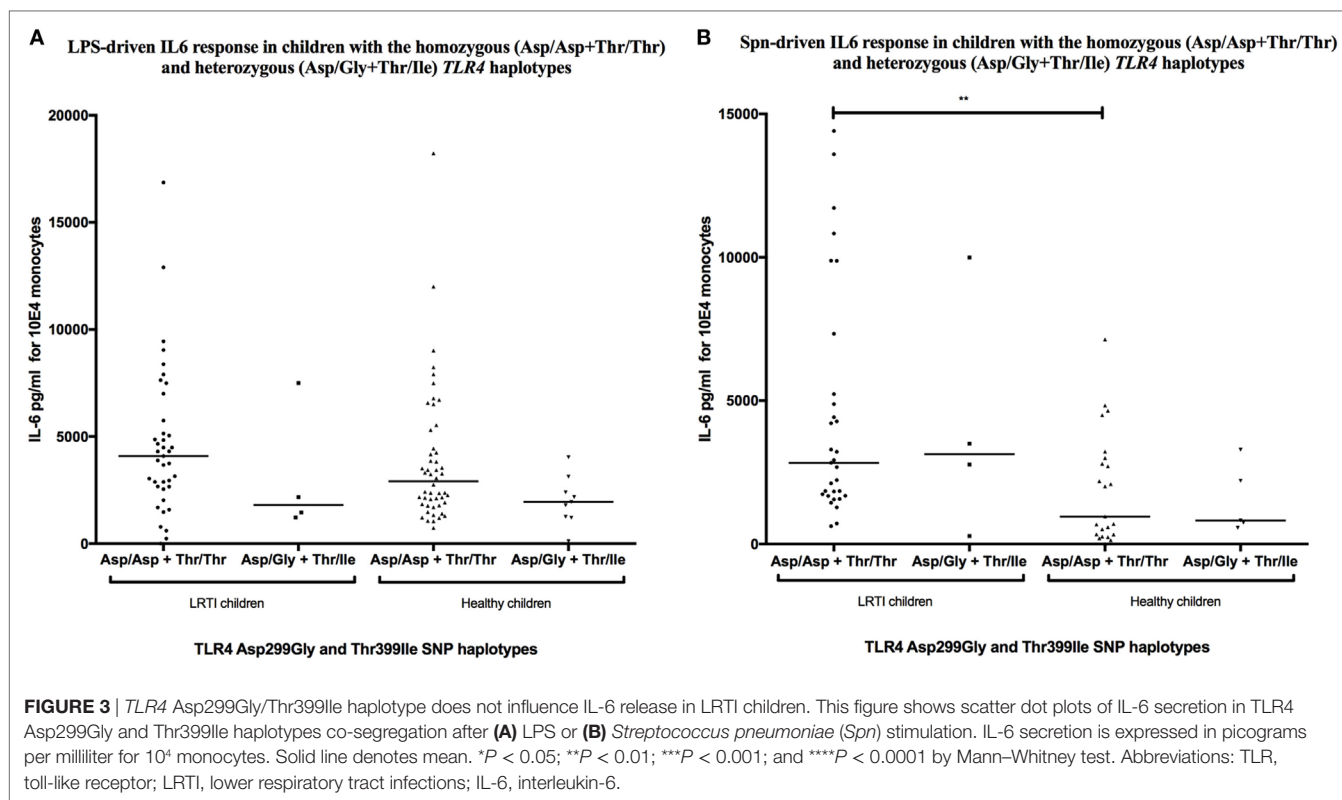 A
LPS-driven IL6 response in children with the homozygous (Asp/Asp+Thr/Thr)
and heterozygous (Asp/Gly+Thr/Ile) TLR4 haplotypes
IL-6 pg/ml for 10E4 monocytes
20000
15000
10000
5000
0
Asp/Asp + Thr/Thr
Asp/Gly + Thr/Ile
Asp/Asp + Thr/Thr
Asp/Gly + Thr/Ile
LRTI children
Healthy children
TLR4 Asp299Gly and Thr399Ile SNP haplotypes
B
Spn-driven IL6 response in children with the homozygous (Asp/Asp+Thr/Thr)
and heterozygous (Asp/Gly+Thr/Ile) TLR4 haplotypes
**
IL-6 pg/ml for 10E4 monocytes
15000
10000
5000
0
Asp/Asp + Thr/Thr
Asp/Gly + Thr/Ile
Asp/Asp + Thr/Thr
Asp/Gly + Thr/Ile
LRTI children
Healthy children
TLR4 Asp299Gly and Thr399Ile SNP haplotypes
FIGURE 3 | TLR4 Asp299Gly/Thr399Ile haplotype does not influence IL-6 release in LRTI children. This figure shows scatter dot plots of IL-6 secretion in TLR4
Asp299Gly and Thr399Ile haplotypes co-segregation after (A) LPS or (B) Streptococcus pneumoniae (Spn) stimulation. IL-6 secretion is expressed in picograms
per milliliter for 10⁴ monocytes. Solid line denotes mean. *P < 0.05; **P < 0.01; ***P < 0.001; and ****P < 0.0001 by Mann–Whitney test. Abbreviations: TLR,
toll-like receptor; LRTI, lower respiratory tract infections; IL-6, interleukin-6.